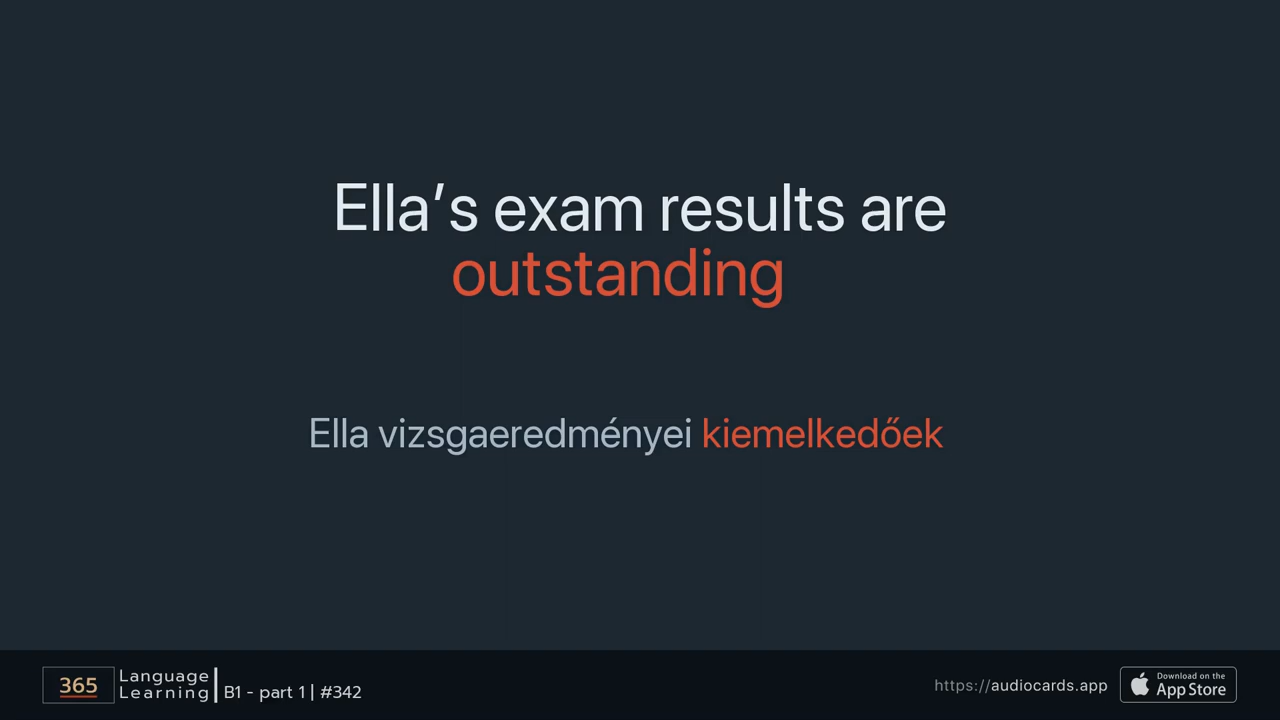 Ella’s exam results are
outstanding
Ella vizsgaeredményei kiemelkedőek
365
Language
Learning
B1 - part 1 | #342
https://audiocards.app
Download on the
App Store